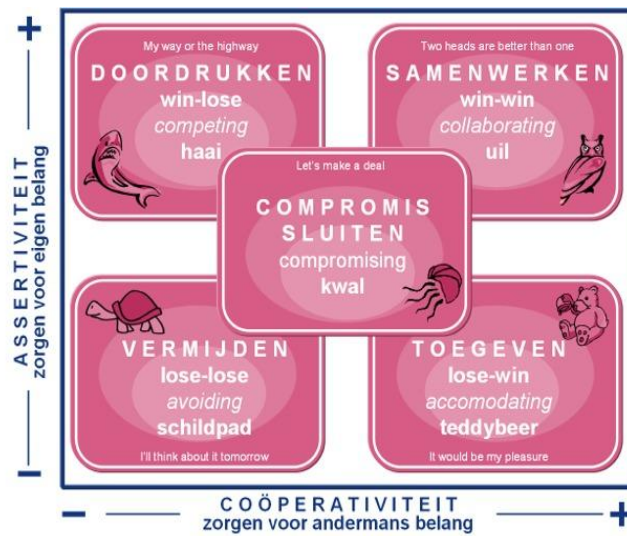 +
ASSERTIVITEIT
zorgen voor eigen belang
–
My way or the highway
DOORDRUKKEN
win-lose
competing
haai
Two heads are better than one
SAMENWERKEN
win-win
collaborating
uil
Let's make a deal
COMPROMIS
SLUITEN
compromising
kwal
VERMIJDEN
lose-lose
avoiding
schildpad
I'll think about it tomorrow
TOEGEVEN
lose-win
accomodating
teddybeer
It would be my pleasure
– COÖPERATIVITEIT +
zorgen voor andermans belang